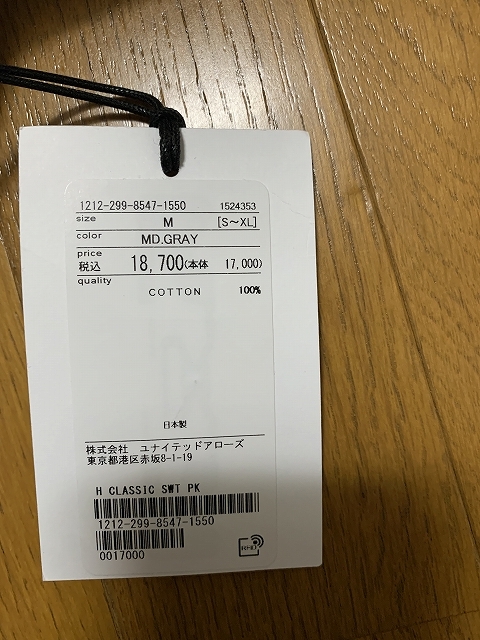 1212-299-8547-1550 1524353
size M [S～XL]
color MD.GRAY
price
税込 18,700(本体 17,000)
quality
COTTON 100%
日本製
株式会社 ユナイテッドアローズ
東京都港区赤坂8-1-19
H CLASSIC SWT PK
1212-299-8547-1550
0017000
RFID